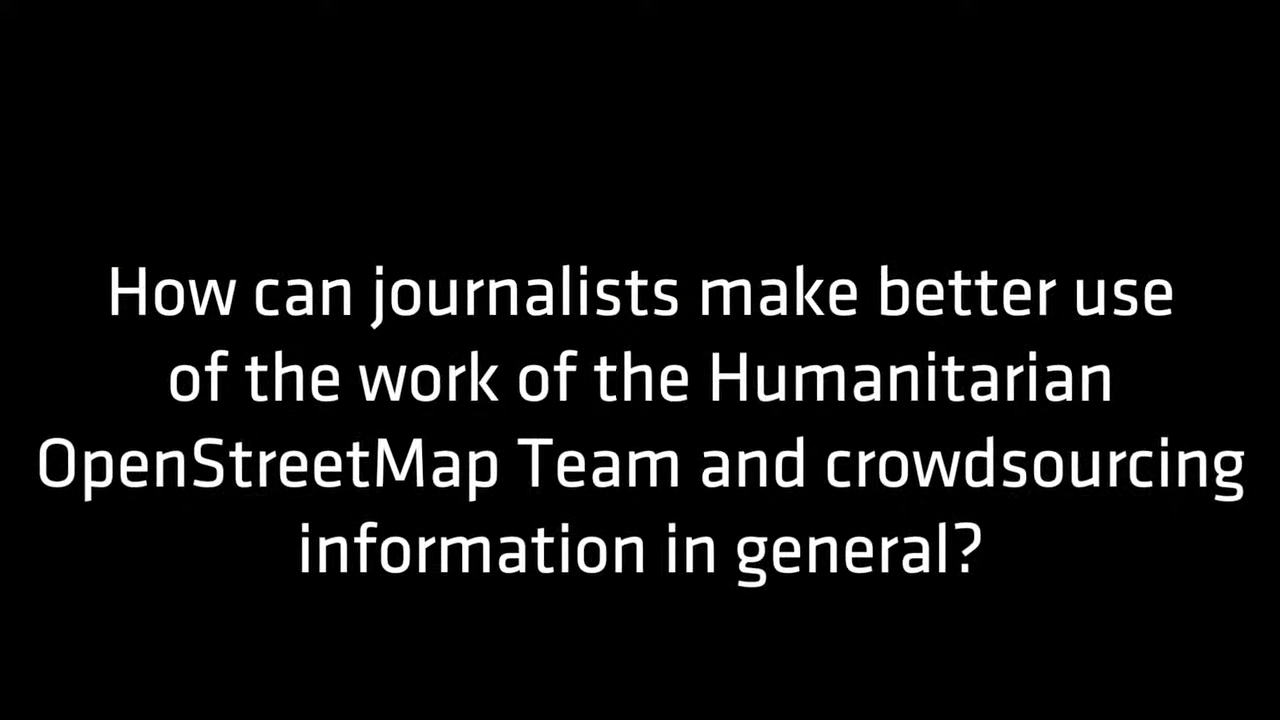 How can journalists make better use
of the work of the Humanitarian
OpenStreetMap Team and crowdsourcing
information in general?